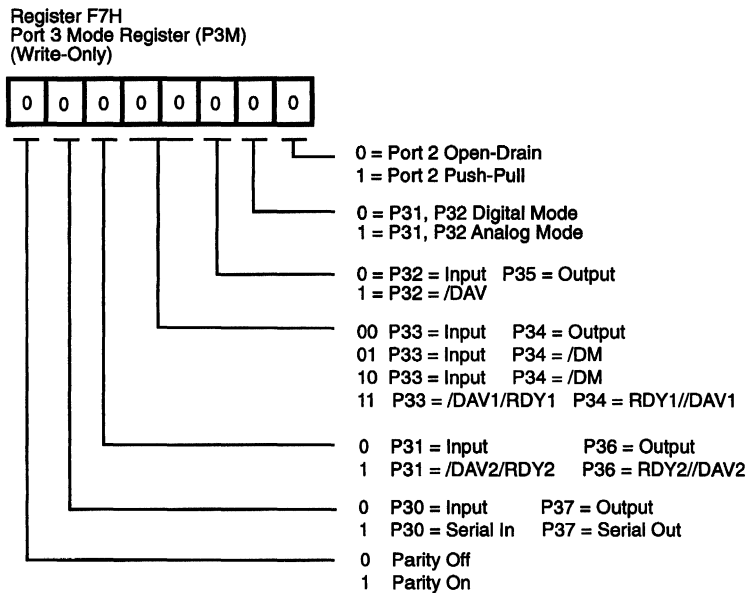 Register F7H
Port 3 Mode Register (P3M)
(Write-Only)
0 0 0 0 0 0 0 0
0 = Port 2 Open-Drain
1 = Port 2 Push-Pull
0 = P31, P32 Digital Mode
1 = P31, P32 Analog Mode
0 = P32 = Input P35 = Output
1 = P32 = /DAV
00 P33 = Input P34 = Output
01 P33 = Input P34 = /DM
10 P33 = Input P34 = /DM
11 P33 = /DAV1/RDY1 P34 = RDY1//DAV1
0 P31 = Input P36 = Output
1 P31 = /DAV2/RDY2 P36 = RDY2//DAV2
0 P30 = Input P37 = Output
1 P30 = Serial In P37 = Serial Out
0 Parity Off
1 Parity On